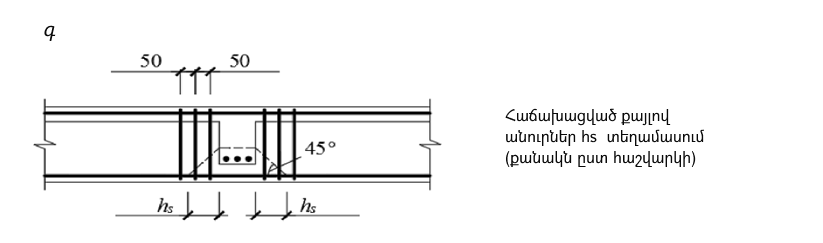 գ
50 50
Հաճախացված քայլով
անուրներ hs տեղամասում
(քանակն ըստ հաշվարկի)
45°
hs hs